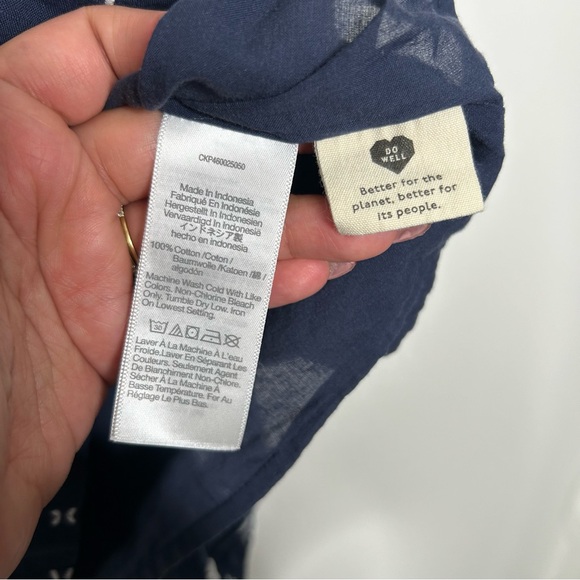 CKP460025050
Made In Indonesia
Fabriqué En Indonésie
Hergestellt In Indonesien
Vervaardigd In Indonesië
インドネシア製
hecho en indonesia
100% Cotton /Coton /
Baumwolle /Katoen /綿 /
algodón
Machine Wash Cold With Like
Colors. Non-Chlorine Bleach
Only. Tumble Dry Low. Iron
On Lowest Setting.
30
Laver À La Machine À L'eau
Froide.Laver En Séparant Les
Couleurs. Seulement Agent
De Blanchiment Non-Chlore.
Sécher À La Machine À
Basse Température. Fer Au
Réglage Le Plus Bas.
DO
WELL
Better for the
planet, better for
its people.